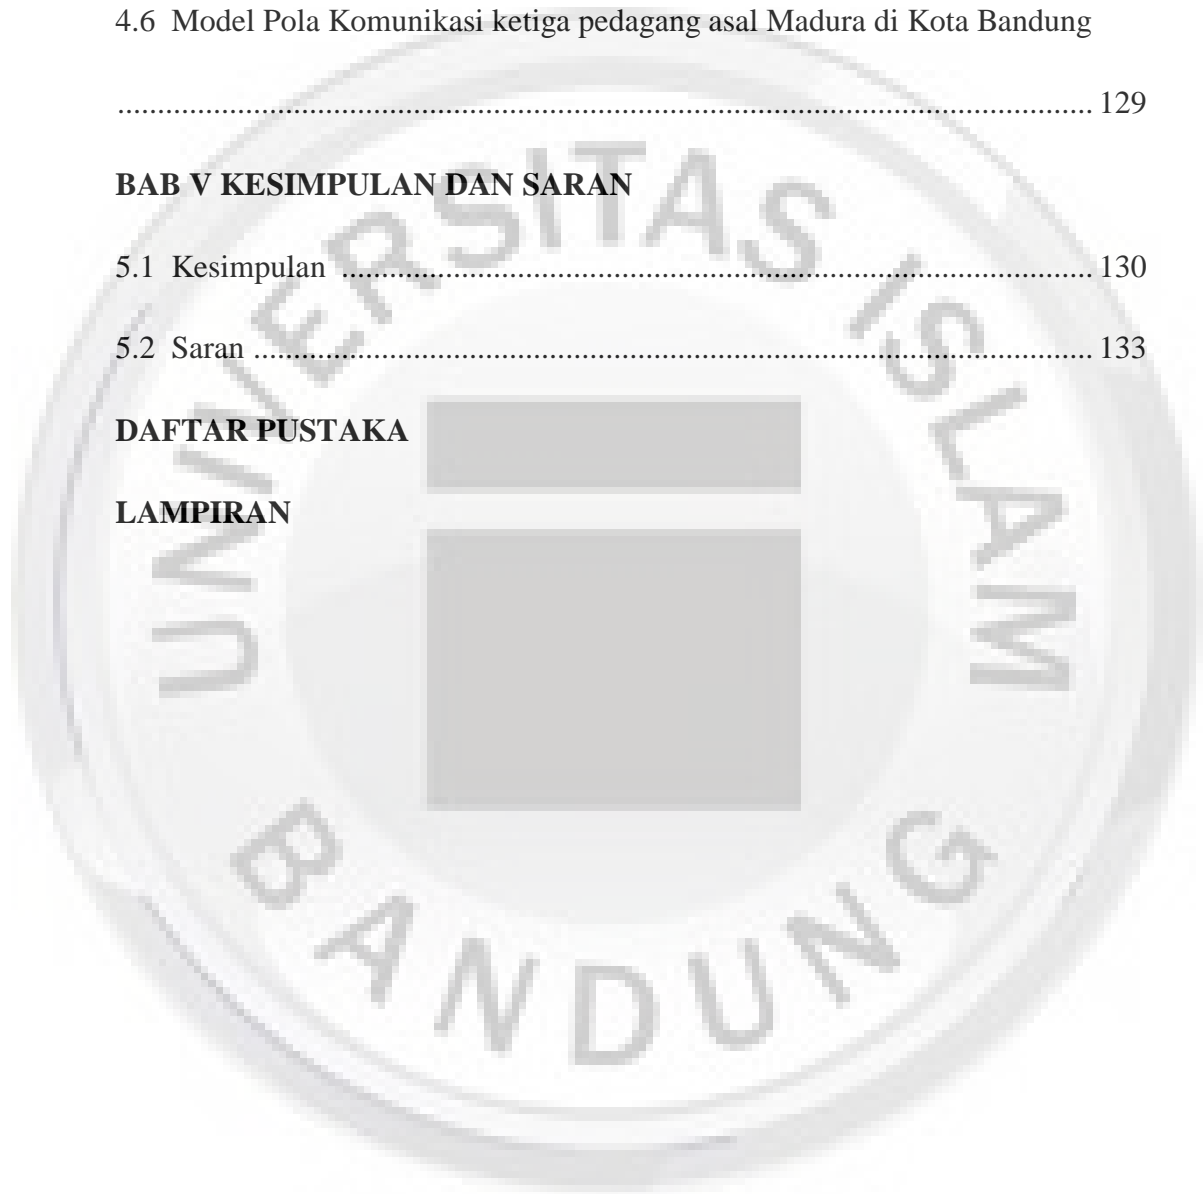 4.6 Model Pola Komunikasi ketiga pedagang asal Madura di Kota Bandung
.......................................................................................................................... 129
BAB V KESIMPULAN DAN SARAN
5.1 Kesimpulan .............................................................................................. 130
5.2 Saran ......................................................................................................... 133
DAFTAR PUSTAKA
LAMPIRAN
UNIVERSITAS ISLAM
BANDUNG